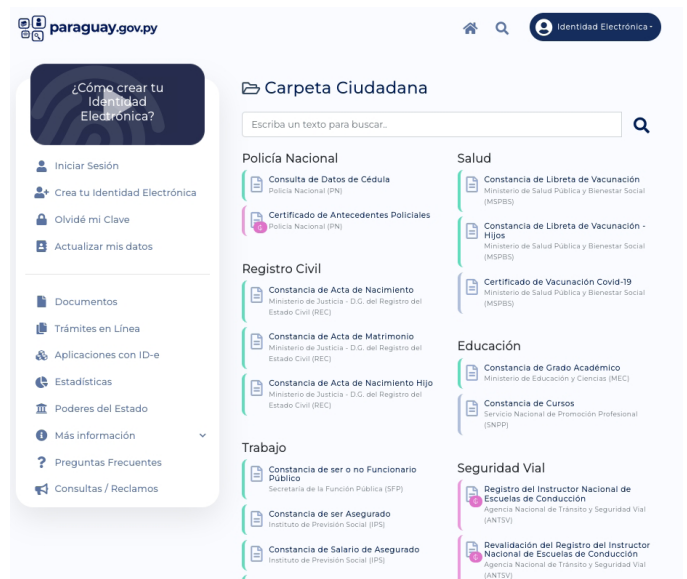 paraguay.gov.py
Identidad Electrónica
¿Cómo crear tu
Identidad
Electrónica?
Iniciar Sesión
Crea tu Identidad Electrónica
Olvidé mi Clave
Actualizar mis datos
Documentos
Trámites en Línea
Aplicaciones con ID-e
Estadísticas
Poderes del Estado
Más información
Preguntas Frecuentes
Consultas / Reclamos
Carpeta Ciudadana
Escriba un texto para buscar..
Policía Nacional
Consulta de Datos de Cédula
Policía Nacional (PN)
Certificado de Antecedentes Policiales
Policía Nacional (PN)
Registro Civil
Constancia de Acta de Nacimiento
Ministerio de Justicia - D.G. del Registro del
Estado Civil (REC)
Constancia de Acta de Matrimonio
Ministerio de Justicia - D.G. del Registro del
Estado Civil (REC)
Constancia de Acta de Nacimiento Hijo
Ministerio de Justicia - D.G. del Registro del
Estado Civil (REC)
Trabajo
Constancia de ser o no Funcionario
Público
Secretaría de la Función Pública (SFP)
Constancia de ser Asegurado
Instituto de Previsión Social (IPS)
Constancia de Salario de Asegurado
Instituto de Previsión Social (IPS)
Salud
Constancia de Libreta de Vacunación
Ministerio de Salud Pública y Bienestar Social
(MSPBS)
Constancia de Libreta de Vacunación -
Hijos
Ministerio de Salud Pública y Bienestar Social
(MSPBS)
Certificado de Vacunación Covid-19
Ministerio de Salud Pública y Bienestar Social
(MSPBS)
Educación
Constancia de Grado Académico
Ministerio de Educación y Ciencias (MEC)
Constancia de Cursos
Servicio Nacional de Promoción Profesional
(SNPP)
Seguridad Vial
Registro del Instructor Nacional de
Escuelas de Conducción
Agencia Nacional de Tránsito y Seguridad Vial
(ANTSV)
Revalidación del Registro del Instructor
Nacional de Escuelas de Conducción
Agencia Nacional de Tránsito y Seguridad Vial
(ANTSV)